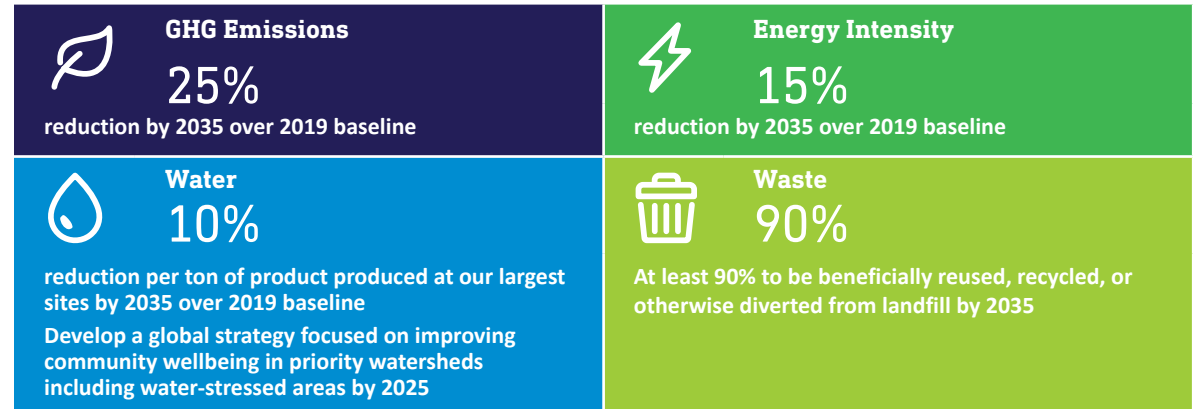 GHG Emissions
25%
reduction by 2035 over 2019 baseline
Energy Intensity
15%
reduction by 2035 over 2019 baseline
Water
10%
reduction per ton of product produced at our largest
sites by 2035 over 2019 baseline
Develop a global strategy focused on improving
community wellbeing in priority watersheds
including water-stressed areas by 2025
Waste
90%
At least 90% to be beneficially reused, recycled, or
otherwise diverted from landfill by 2035